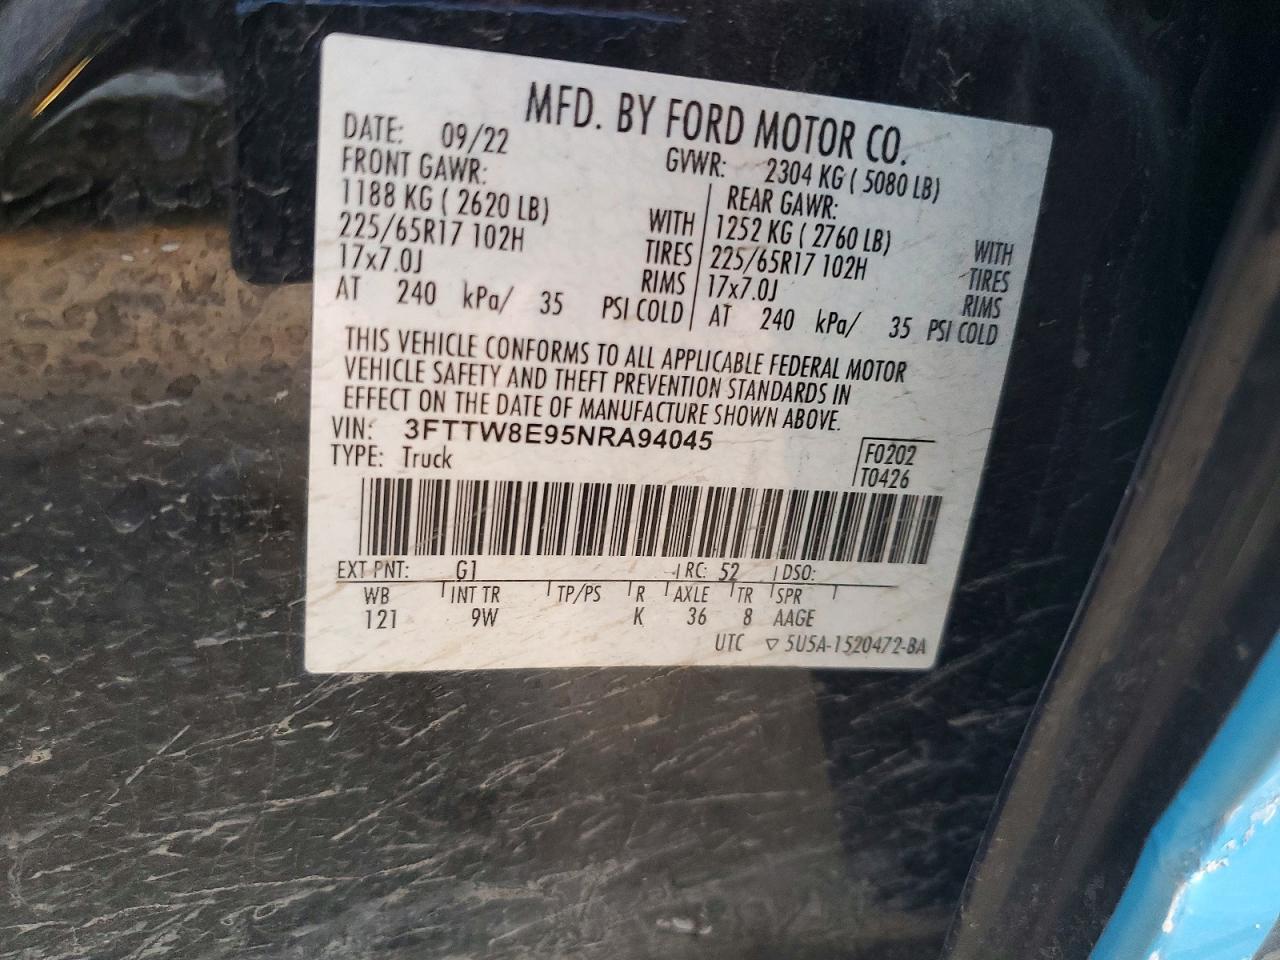 MFD. BY FORD MOTOR CO.
DATE: 09/22 GVWR: 2304 KG ( 5080 LB)
FRONT GAWR: REAR GAWR:
1188 KG ( 2620 LB) WITH 1252 KG ( 2760 LB) WITH
225/65R17 102H TIRES 225/65R17 102H TIRES
17x7.0J RIMS 17x7.0J RIMS
AT 240 kPa/ 35 PSI COLD AT 240 kPa/ 35 PSI COLD
THIS VEHICLE CONFORMS TO ALL APPLICABLE FEDERAL MOTOR
VEHICLE SAFETY AND THEFT PREVENTION STANDARDS IN
EFFECT ON THE DATE OF MANUFACTURE SHOWN ABOVE.
VIN: 3FTTW8E95NRA94045
TYPE: Truck
F0202
T0426
EXT PNT: G1 RC: 52 DSO:
WB INT TR TP/PS R AXLE TR SPR
121 9W K 36 8 AAGE
UTC ▽ 5U5A-1520472-BA